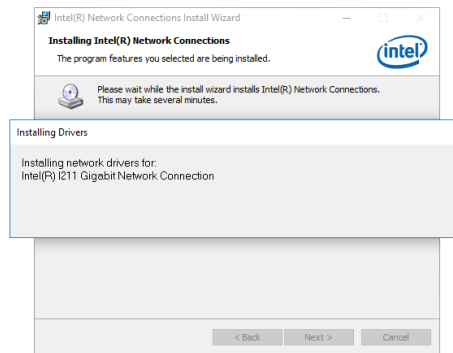 Intel(R) Network Connections Install Wizard
Installing Intel(R) Network Connections
The program features you selected are being installed.
intel
Please wait while the install wizard installs Intel(R) Network Connections.
This may take several minutes.
Installing Drivers
Installing network drivers for:
Intel(R) I211 Gigabit Network Connection
< Back
Next >
Cancel